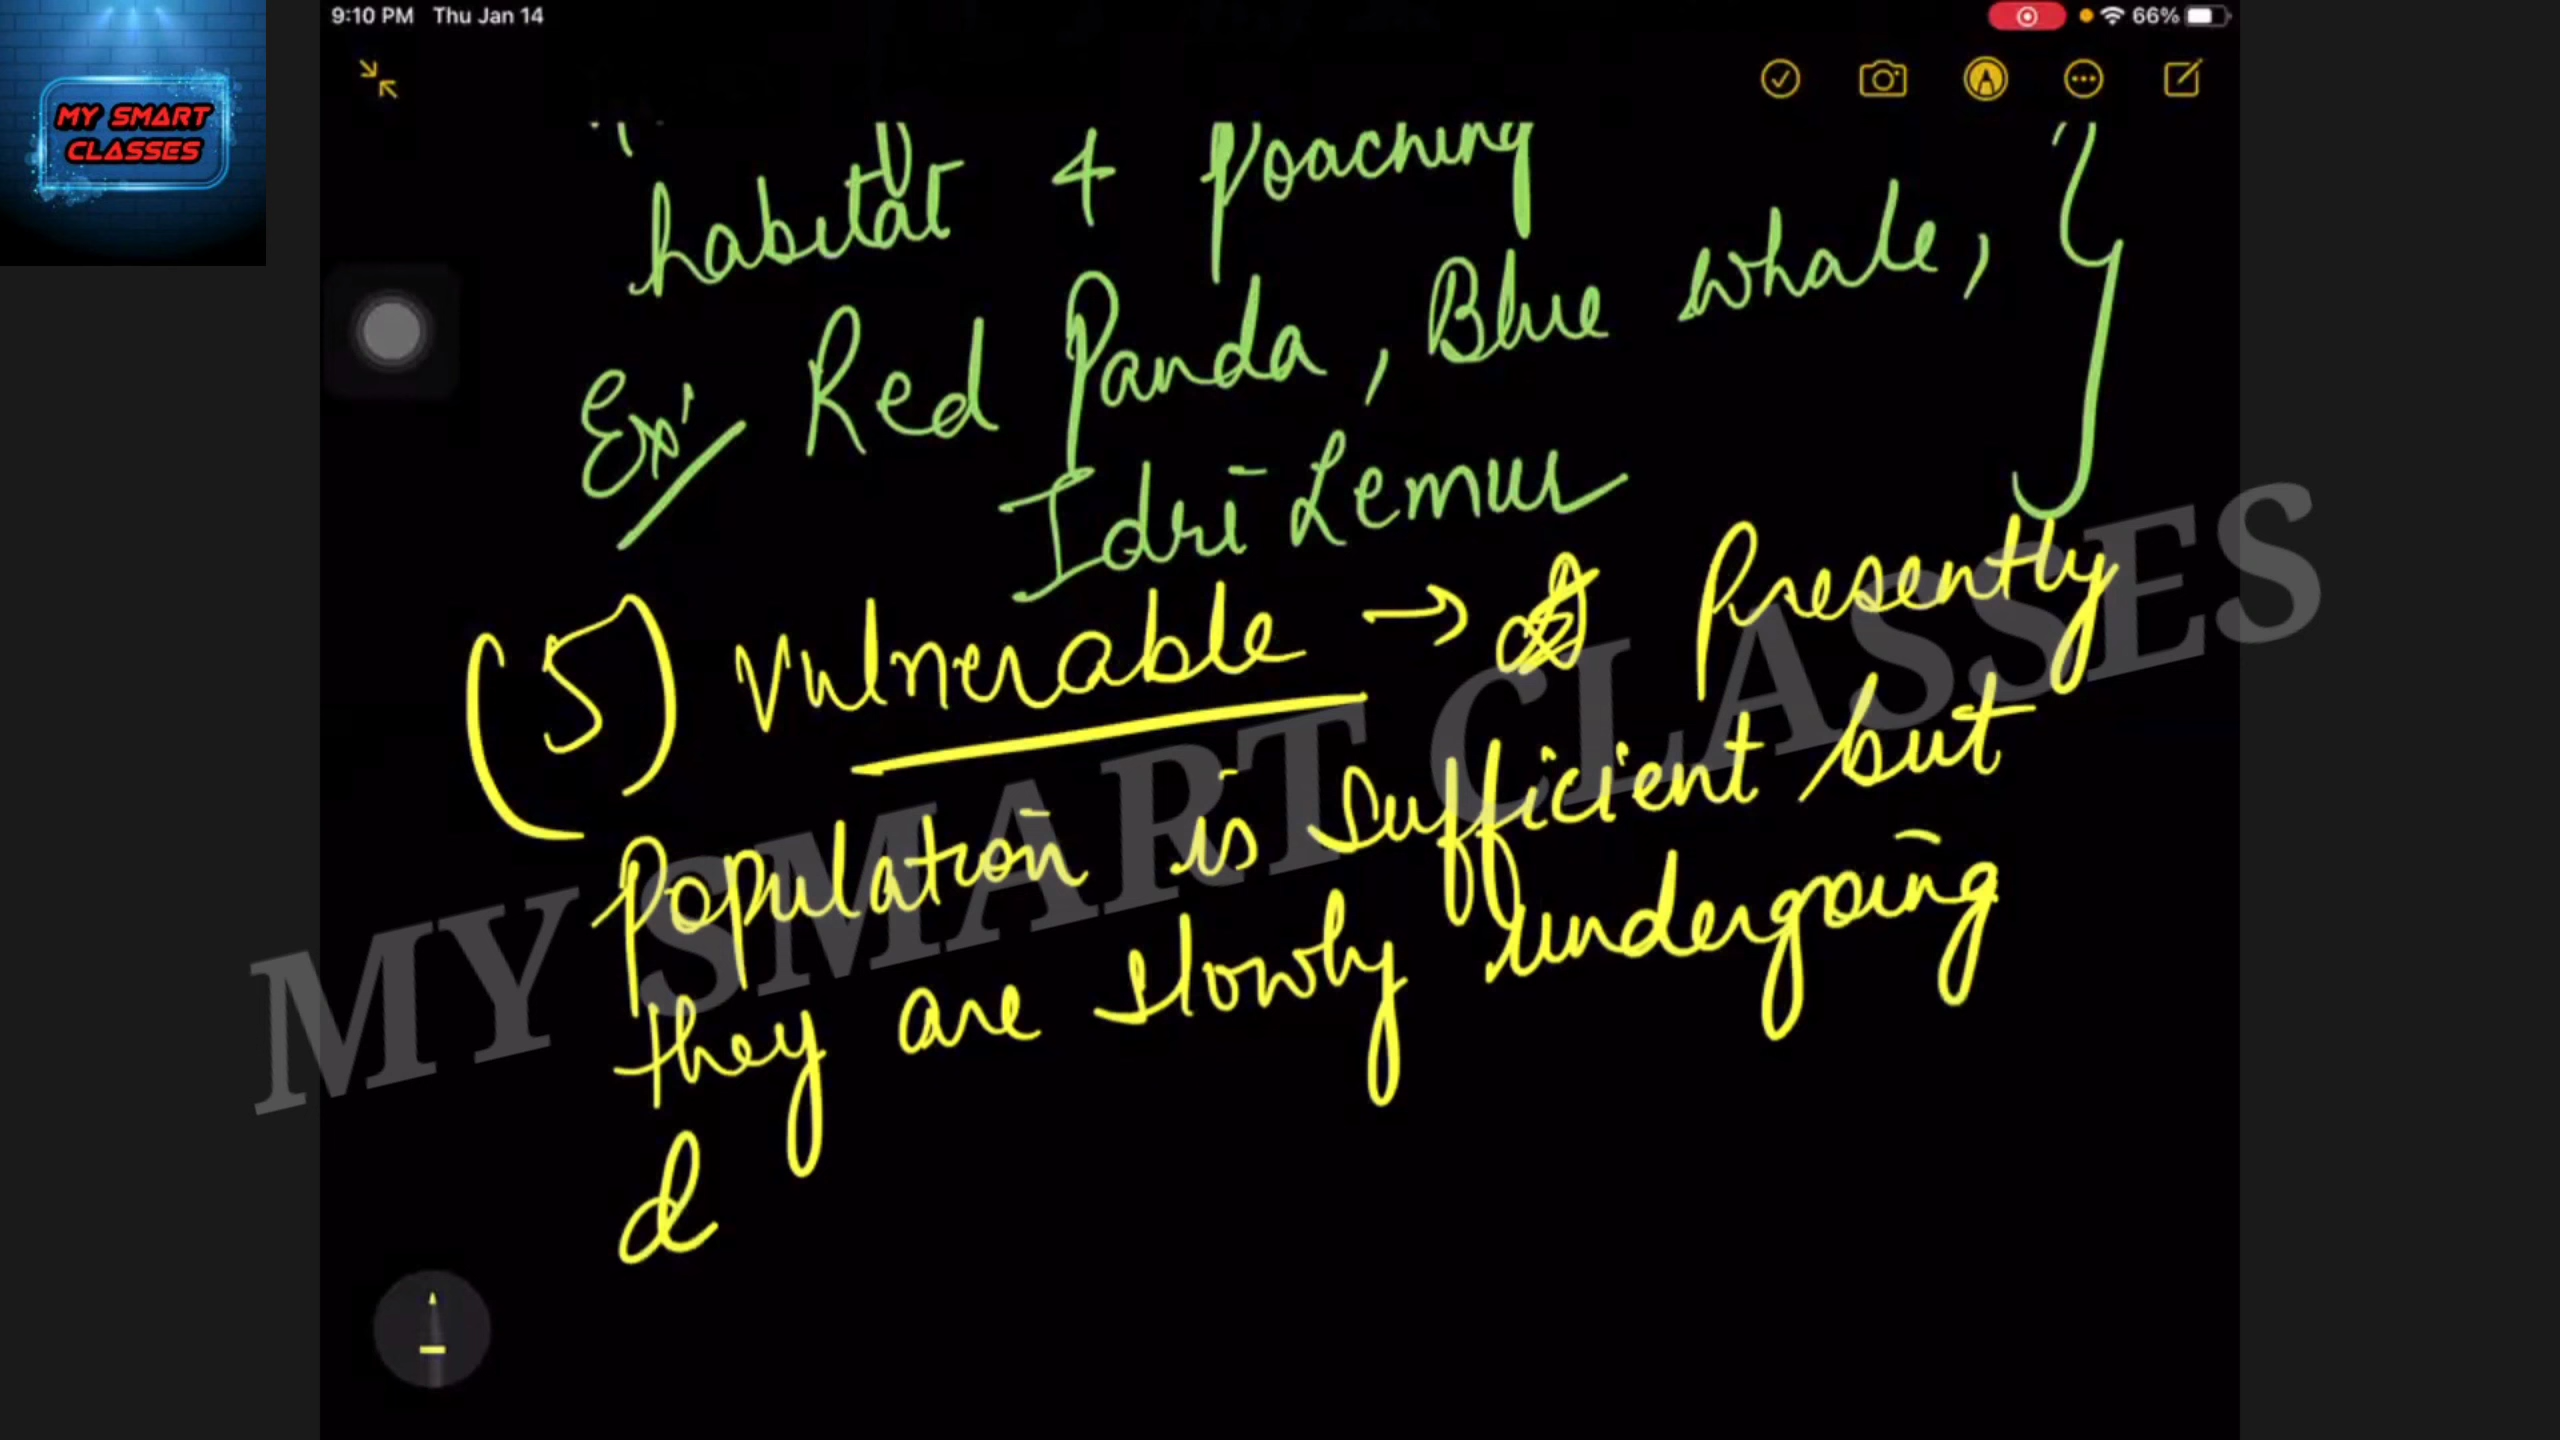 9:10 PM Thu Jan 14
66%
MY SMART
CLASSES
habitat & Poaching
Ex' Red Panda, Blue whale,
Idri Lemur
(5) Vulnerable → Presently
Population is sufficient but
they are slowly undergoing
d
MY SMART CLASSES